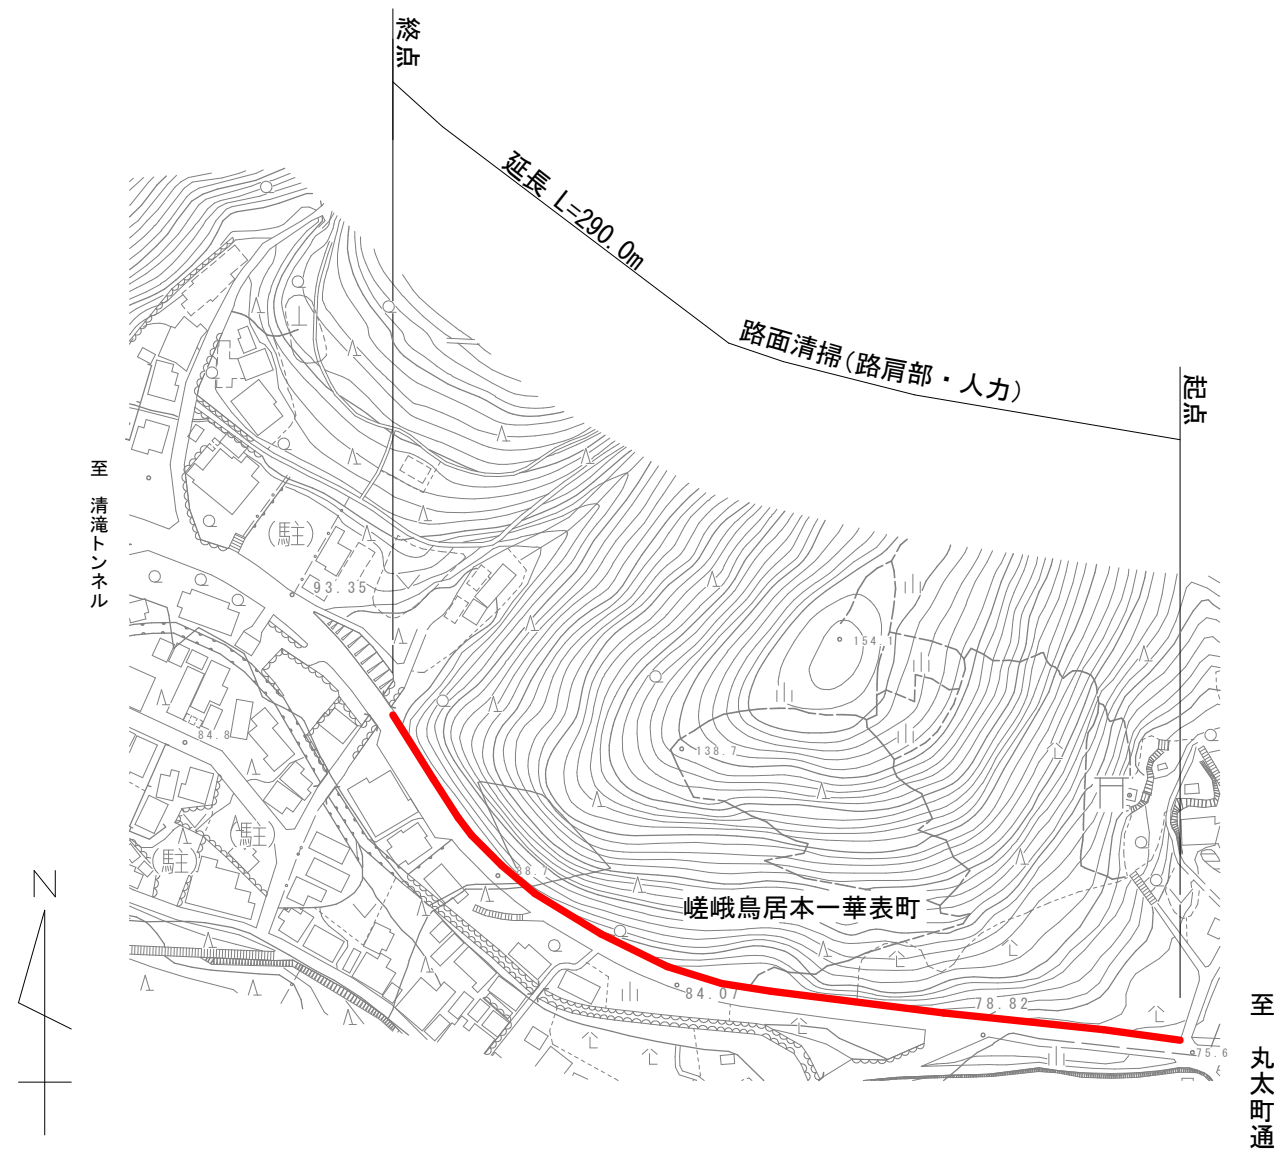 終点
延長 L=290.0m
路面清掃(路肩部・人力)
起点
至 清滝トンネル
(駐)
93.35
154.1
138.7
84.8
(駐)
(駐)
88.7
嵯峨鳥居本一華表町
84.07
78.82
75.6
N
至 丸太町通